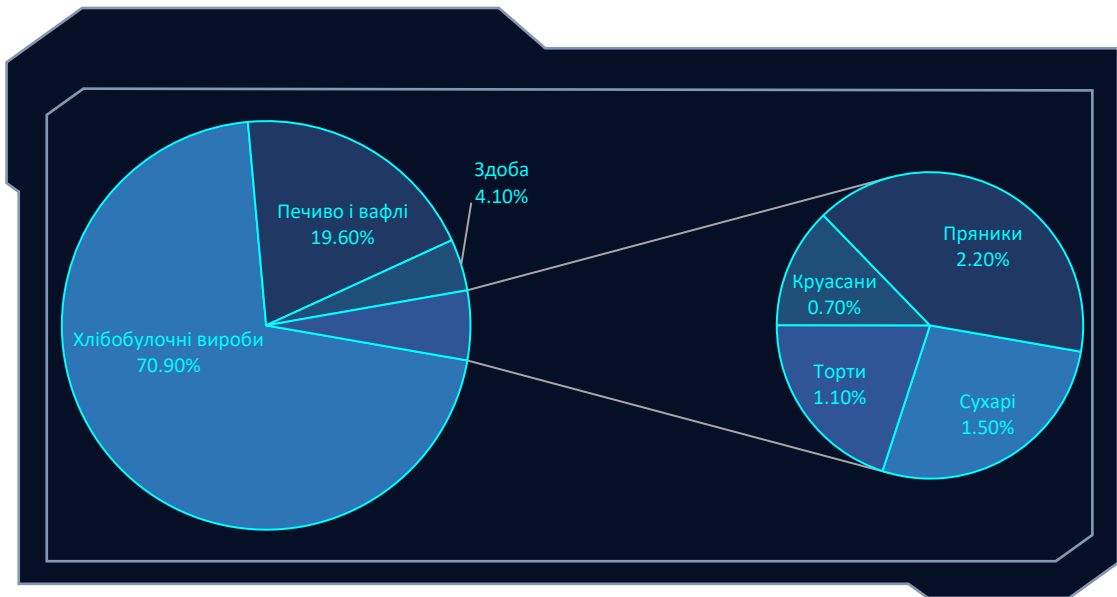 Здоба
4.10%
Печиво і вафлі
19.60%
Хлібобулочні вироби
70.90%
Пряники
2.20%
Круасани
0.70%
Торти
1.10%
Сухарі
1.50%